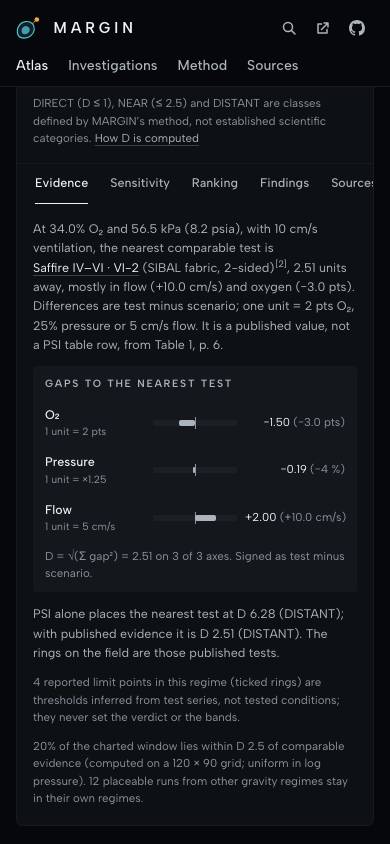 MARGIN
Atlas Investigations Method Sources
DIRECT (D ≤ 1), NEAR (≤ 2.5) and DISTANT are classes
defined by MARGIN's method, not established scientific
categories. How D is computed
Evidence Sensitivity Ranking Findings Sources
At 34.0% O₂ and 56.5 kPa (8.2 psia), with 10 cm/s
ventilation, the nearest comparable test is
Saffire IV–VI · VI-2 (SIBAL fabric, 2-sided)[2], 2.51 units
away, mostly in flow (+10.0 cm/s) and oxygen (−3.0 pts).
Differences are test minus scenario; one unit = 2 pts O₂,
25% pressure or 5 cm/s flow. It is a published value, not
a PSI table row, from Table 1, p. 6.
GAPS TO THE NEAREST TEST
O₂
1 unit = 2 pts
−1.50 (−3.0 pts)
Pressure
1 unit = ×1.25
−0.19 (−4 %)
Flow
1 unit = 5 cm/s
+2.00 (+10.0 cm/s)
D = √(Σ gap²) = 2.51 on 3 of 3 axes. Signed as test minus
scenario.
PSI alone places the nearest test at D 6.28 (DISTANT);
with published evidence it is D 2.51 (DISTANT). The
rings on the field are those published tests.
4 reported limit points in this regime (ticked rings) are
thresholds inferred from test series, not tested conditions;
they never set the verdict or the bands.
20% of the computed window lies within D 2.5 of comparable
evidence (computed on a 120 × 90 grid; uniform in log
pressure). 12 placeable runs from other gravity regimes stay
in their own regimes.